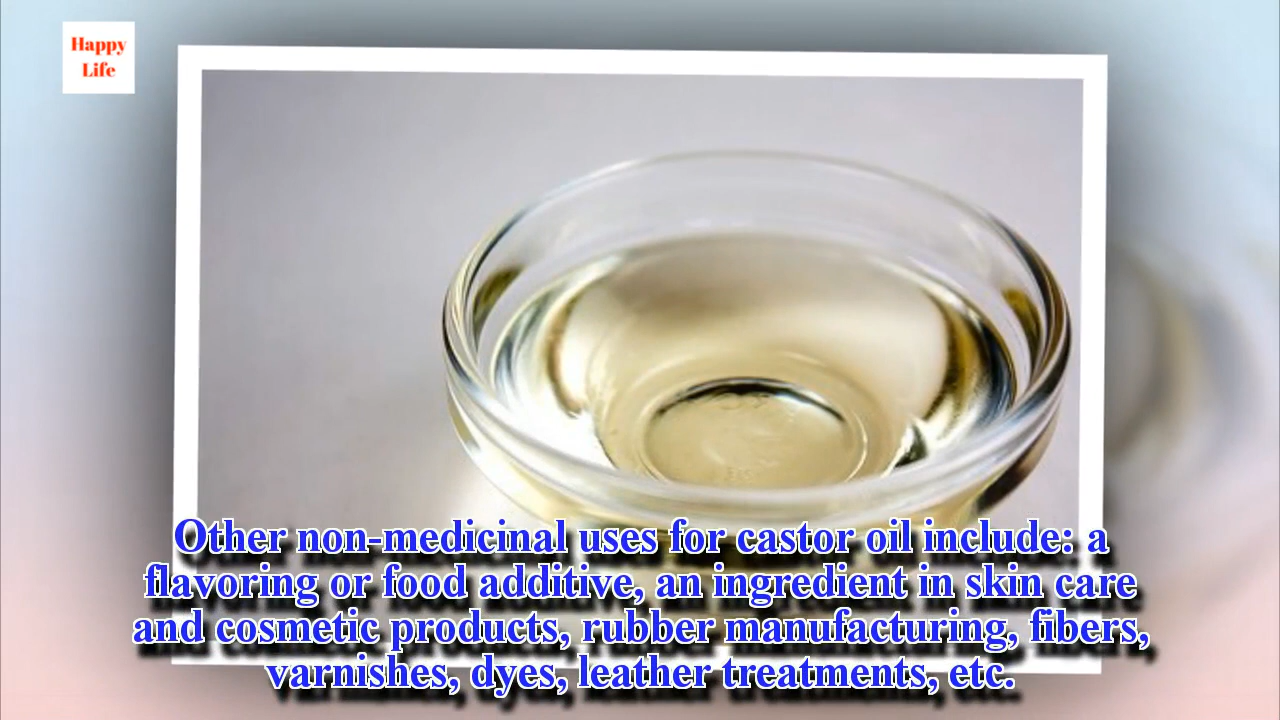 Happy
Life
Other non-medicinal uses for castor oil include: a
flavoring or food additive, an ingredient in skin care
and cosmetic products, rubber manufacturing, fibers,
varnishes, dyes, leather treatments, etc.